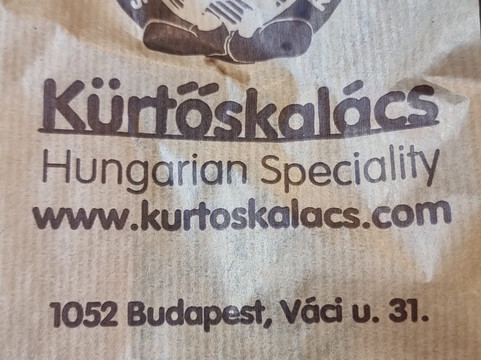 Kürtőskalács
Hungarian Speciality
www.kurtoskalacs.com
1052 Budapest, Váci u. 31.